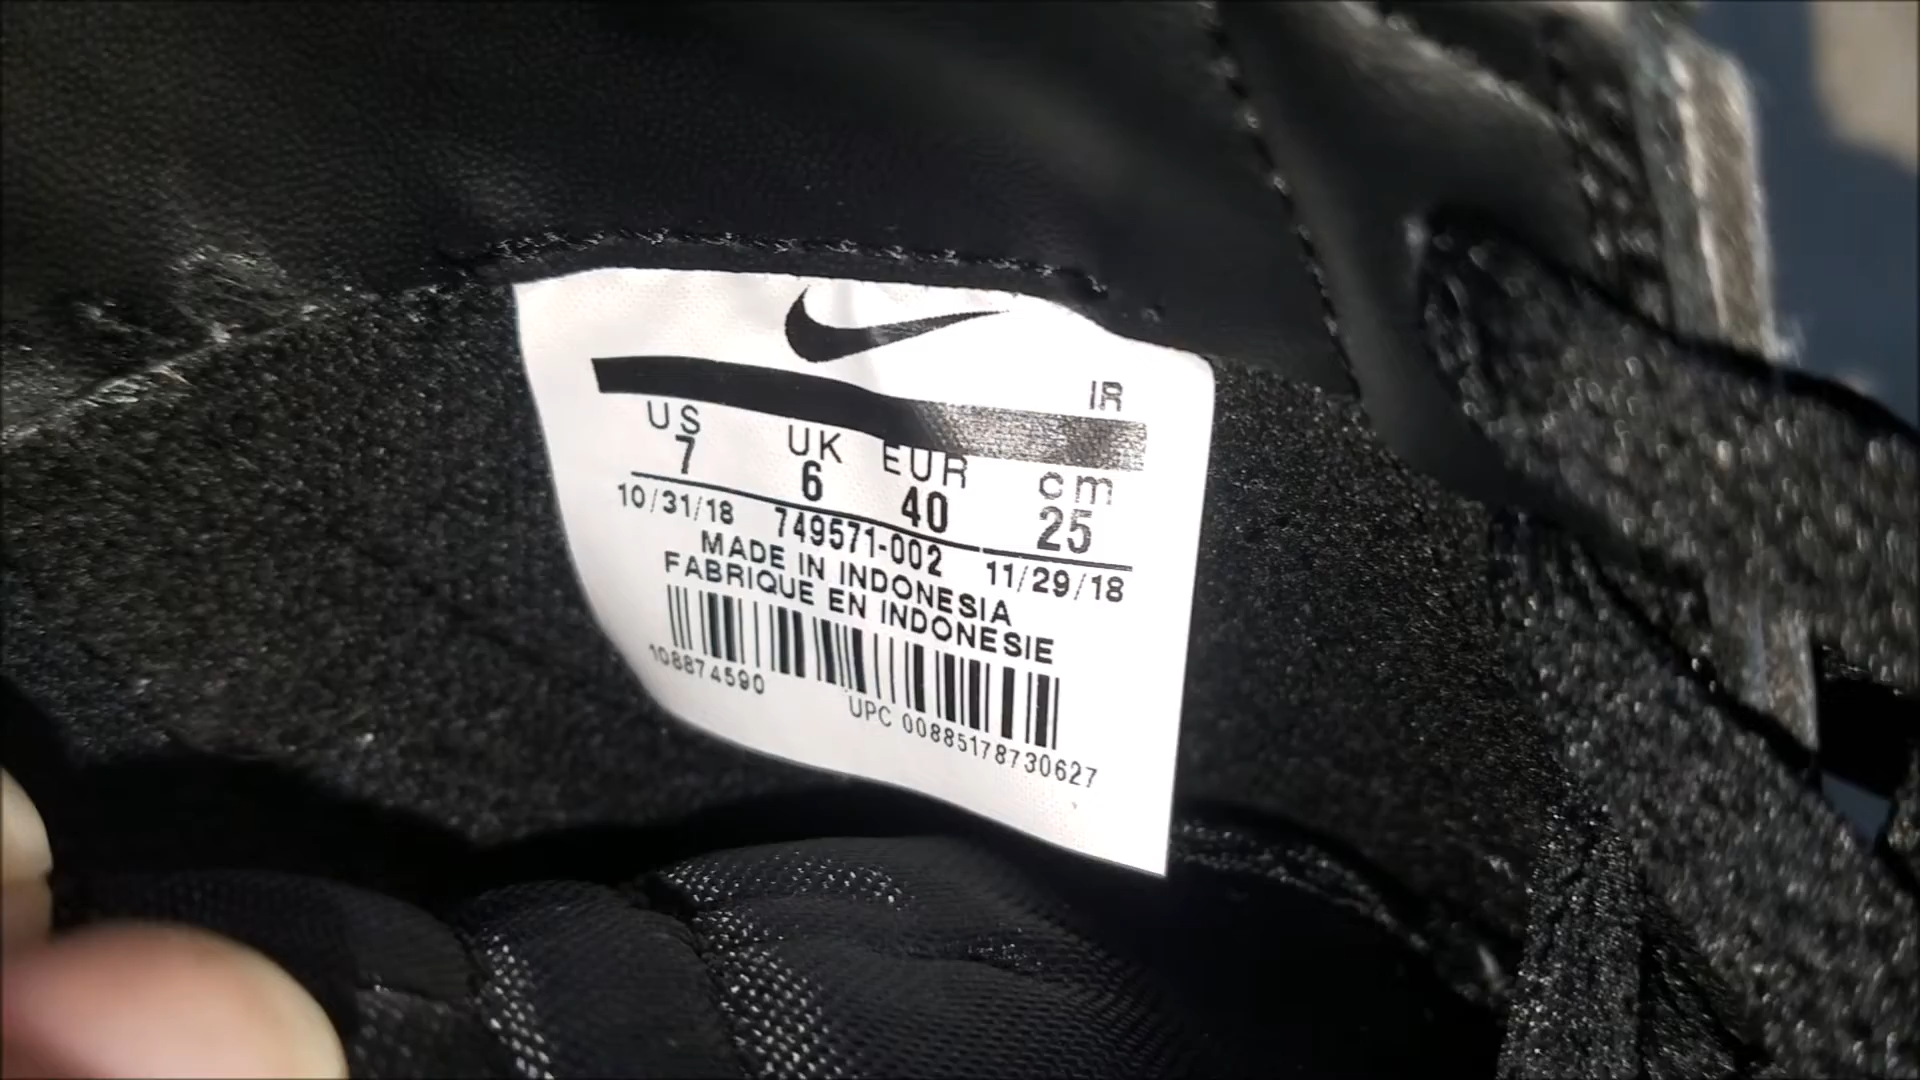 IR
US UK EUR cm
7 6 40 25
10/31/18 749571-002 11/29/18
MADE IN INDONESIA
FABRIQUE EN INDONESIE
108874590
UPC 00885178730627